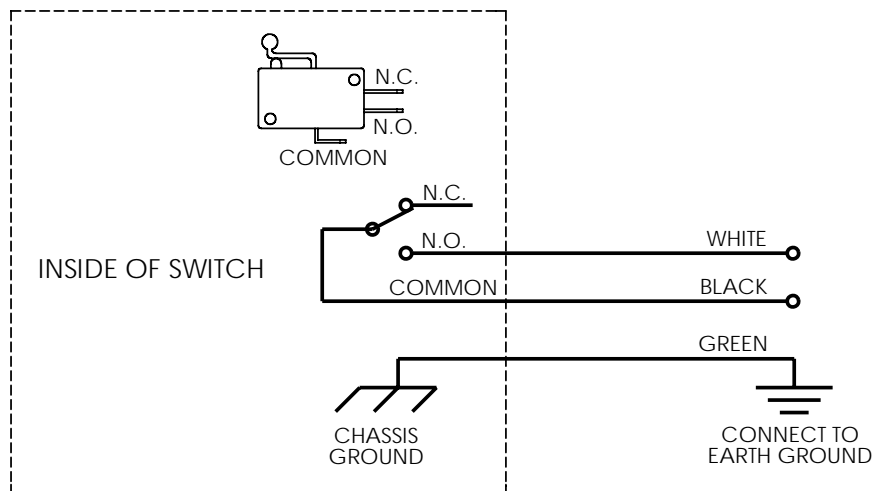 N.C.
N.O.
COMMON
N.C.
N.O.
WHITE
INSIDE OF SWITCH
COMMON
BLACK
GREEN
CHASSIS
GROUND
CONNECT TO
EARTH GROUND